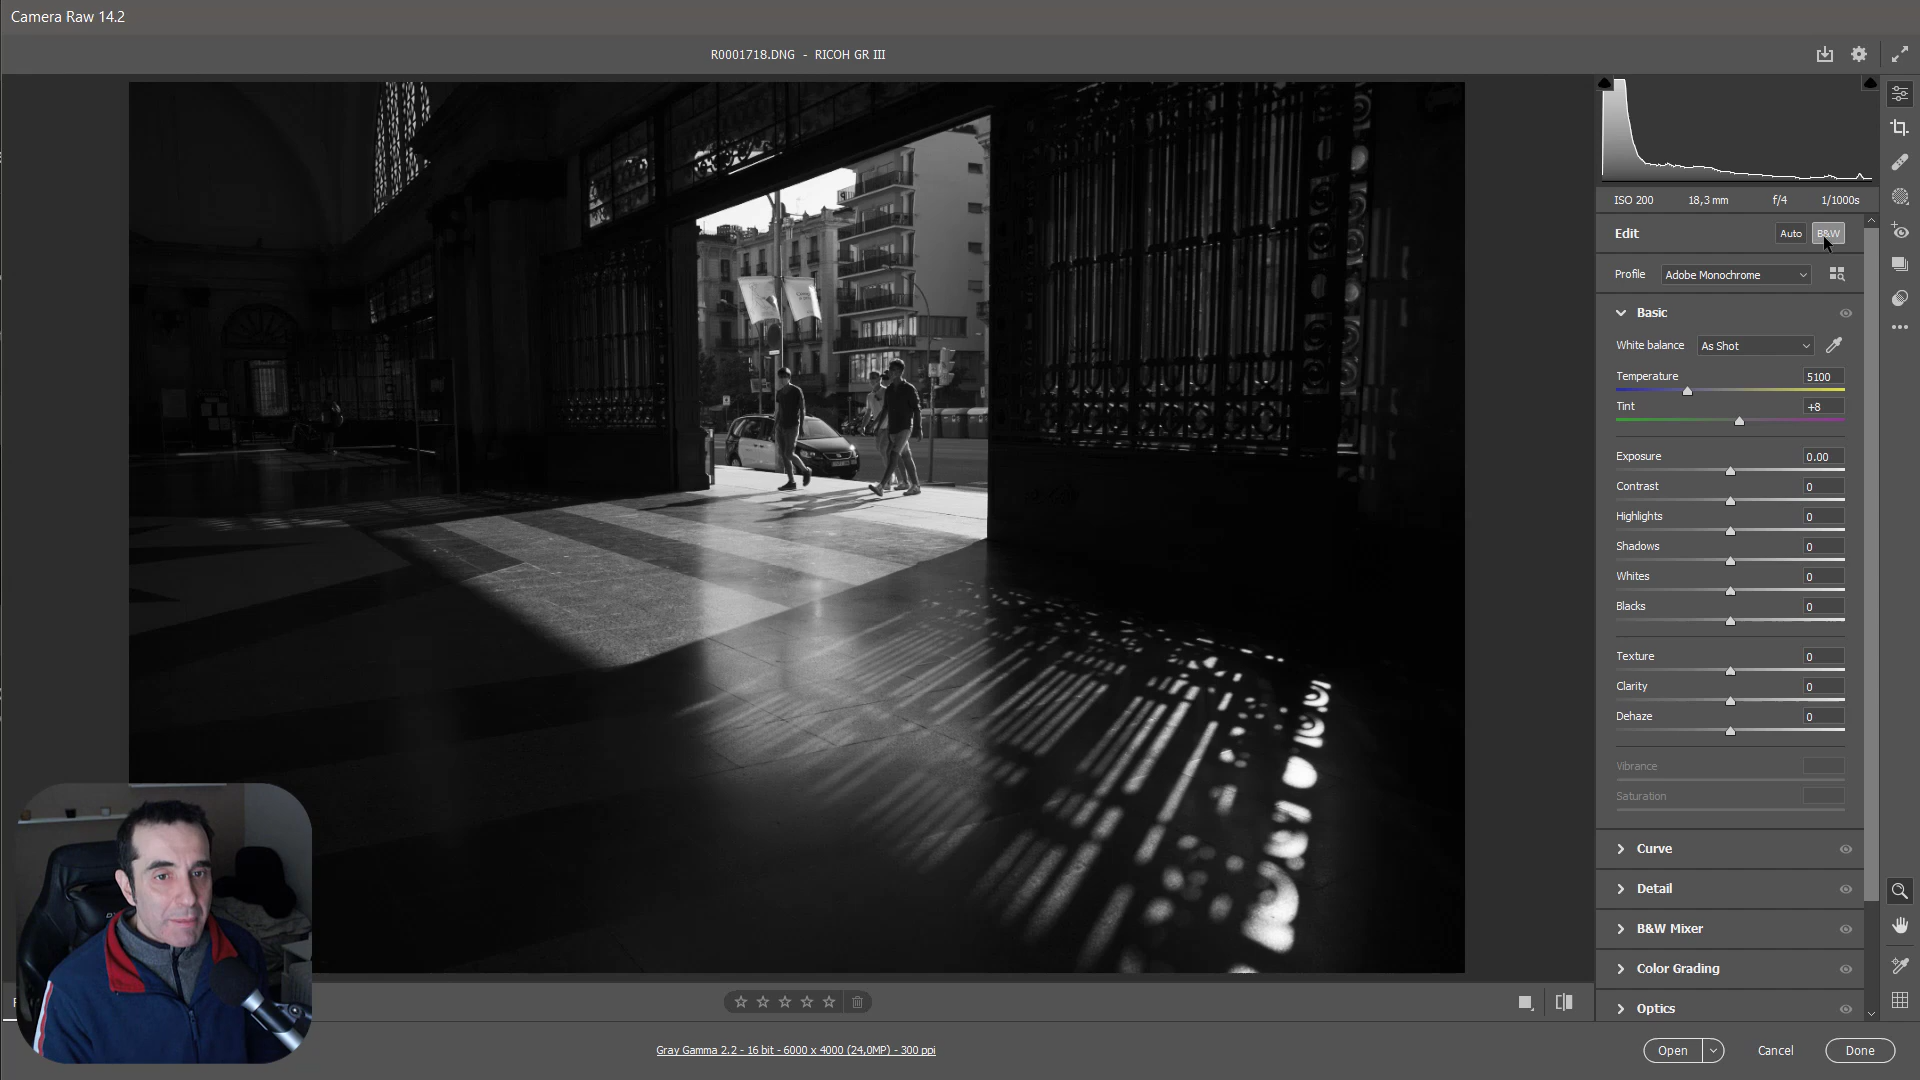 Camera Raw 14.2
R0001718.DNG - RICOH GR III
ISO 200 18,3 mm f/4 1/1000s
Edit Auto B&W
Profile Adobe Monochrome
Basic
White balance As Shot
Temperature 5100
Tint +8
Exposure 0.00
Contrast 0
Highlights 0
Shadows 0
Whites 0
Blacks 0
Texture 0
Clarity 0
Dehaze 0
Vibrance
Saturation
Curve
Detail
B&W Mixer
Color Grading
Optics
Gray Gamma 2.2 - 16 bit - 6000 x 4000 (24,0MP) - 300 ppi
Open Cancel Done